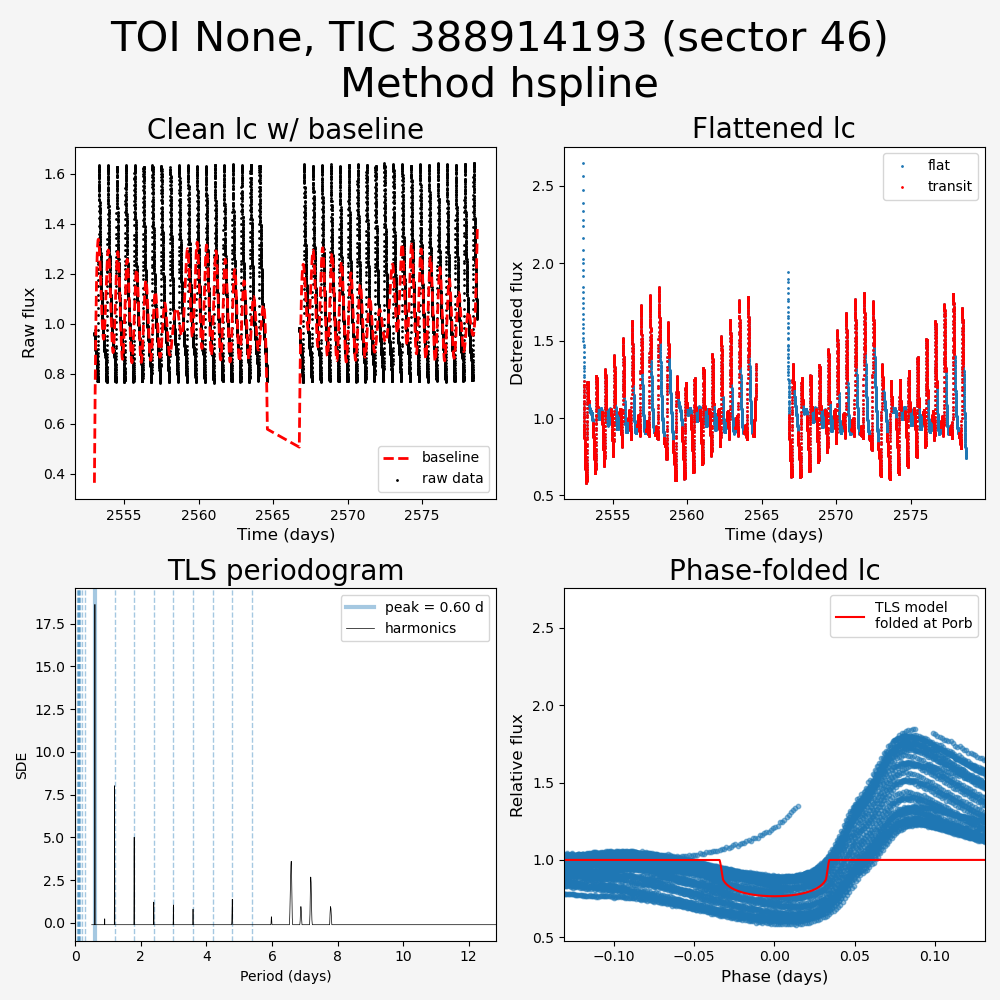 TOI None, TIC 388914193 (sector 46)
Method hspline
Clean lc w/ baseline
Flattened lc
1.6
1.4
1.2
1.0
0.8
0.6
0.4
Raw flux
baseline
raw data
2555
2560
2565
2570
2575
Time (days)
2.5
2.0
1.5
1.0
0.5
Detrended flux
flat
transit
2555
2560
2565
2570
2575
Time (days)
TLS periodogram
Phase-folded lc
17.5
15.0
12.5
10.0
7.5
5.0
2.5
0.0
SDE
peak = 0.60 d
harmonics
0
2
4
6
8
10
12
Period (days)
2.5
2.0
1.5
1.0
0.5
Relative flux
TLS model
folded at Porb
−0.10
−0.05
0.00
0.05
0.10
Phase (days)